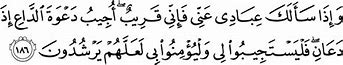 وَإِذَا سَأَلَكَ عِبَادِى عَنِّى فَإِنِّى قَرِيبٌ ۖ أُجِيبُ دَعْوَةَ ٱلدَّاعِ إِذَا
دَعَانِ ۖ فَلْيَسْتَجِيبُوا۟ لِى وَلْيُؤْمِنُوا۟ بِى لَعَلَّهُمْ يَرْشُدُونَ ١٨٦